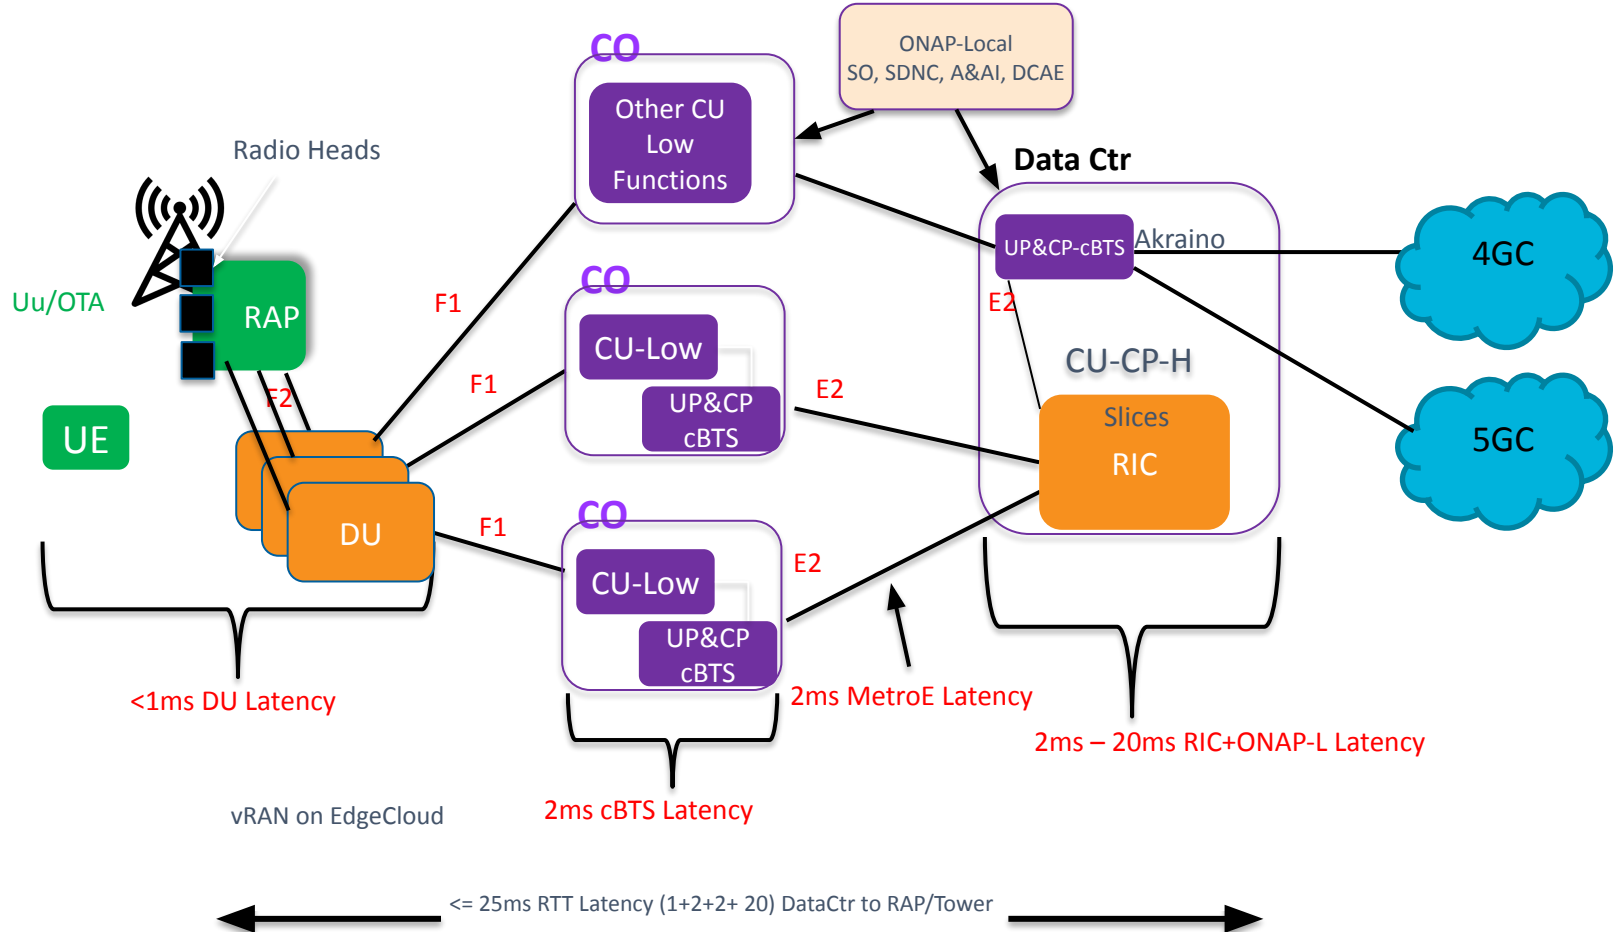 CO
ONAP-Local
SO, SDNC, A&AI, DCAE
Other CU
Low
Functions
Radio Heads
Data Ctr
UP&CP-cBTS
Akraino
4GC
CO
Uu/OTA
RAP
F1
E2
CU-Low
CU-CP-H
F1
F2
E2
UP&CP
cBTS
Slices
RIC
5GC
UE
CO
DU
F1
E2
CU-Low
UP&CP
cBTS
<1ms DU Latency
2ms MetroE Latency
2ms – 20ms RIC+ONAP-L Latency
2ms cBTS Latency
vRAN on EdgeCloud
<= 25ms RTT Latency (1+2+2+ 20) DataCtr to RAP/Tower